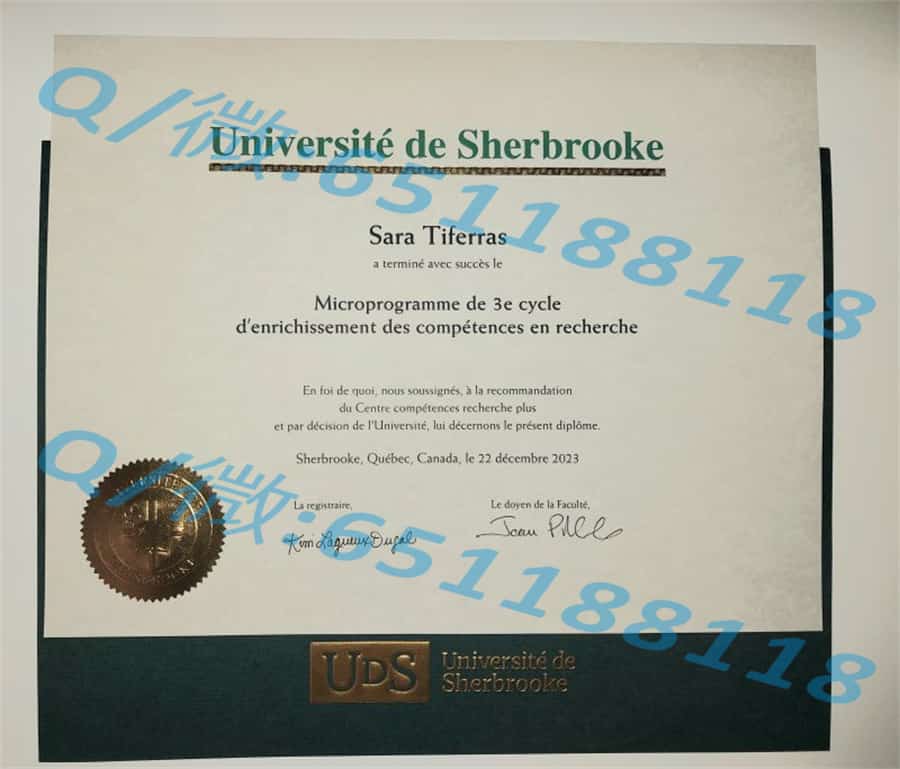 Université de Sherbrooke
Q/微:651188118
Sara Tiferras
a terminé avec succès le
Microprogramme de 3e cycle
d'enrichissement des compétences en recherche
En foi de quoi, nous soussignés, à la recommandation
du Centre compétences recherche plus
et par décision de l'Université, lui décernons le présent diplôme.
Sherbrooke, Québec, Canada, le 22 décembre 2023
Q/微:651188118
La registraire,
Le doyen de la Faculté,
Kim Lagueux Dugal
UDS
Université de
Sherbrooke